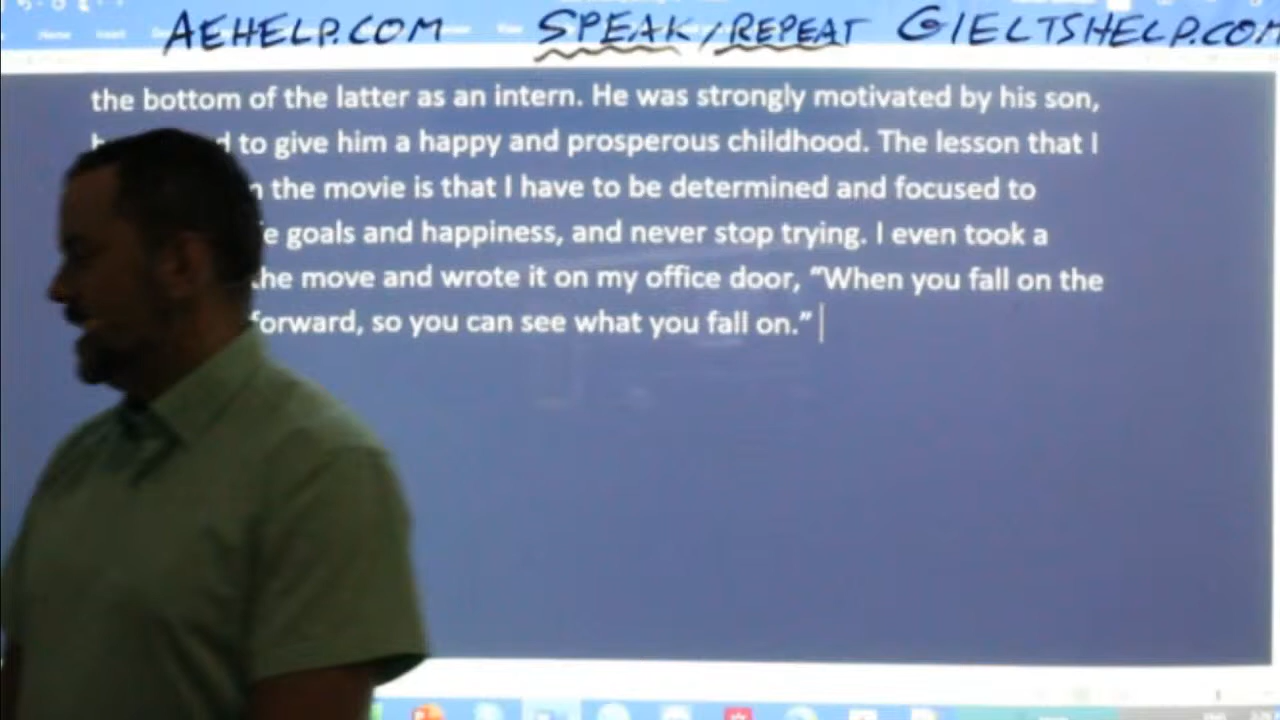 AEHELP.COM SPEAK/REPEAT GIELTSHELP.COM
the bottom of the latter as an intern. He was strongly motivated by his son,
to give him a happy and prosperous childhood. The lesson that I
the movie is that I have to be determined and focused to
goals and happiness, and never stop trying. I even took a
the move and wrote it on my office door, “When you fall on the
forward, so you can see what you fall on.”